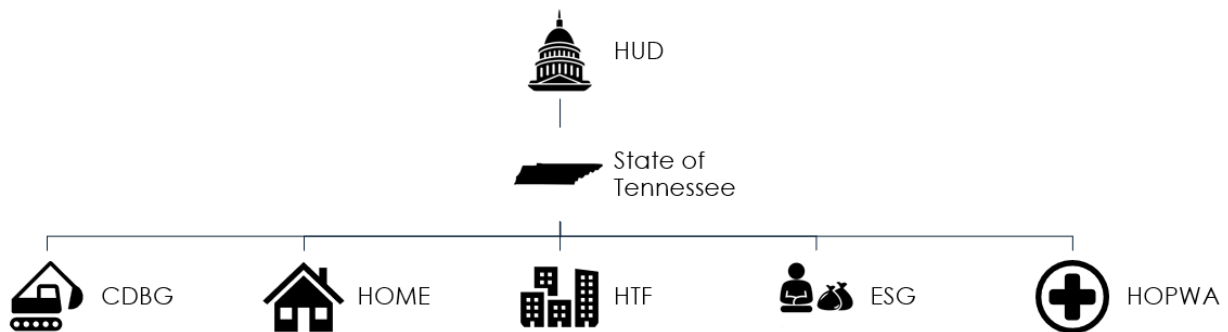 HUD
State of
Tennessee
CDBG
HOME
HTF
ESG
HOPWA